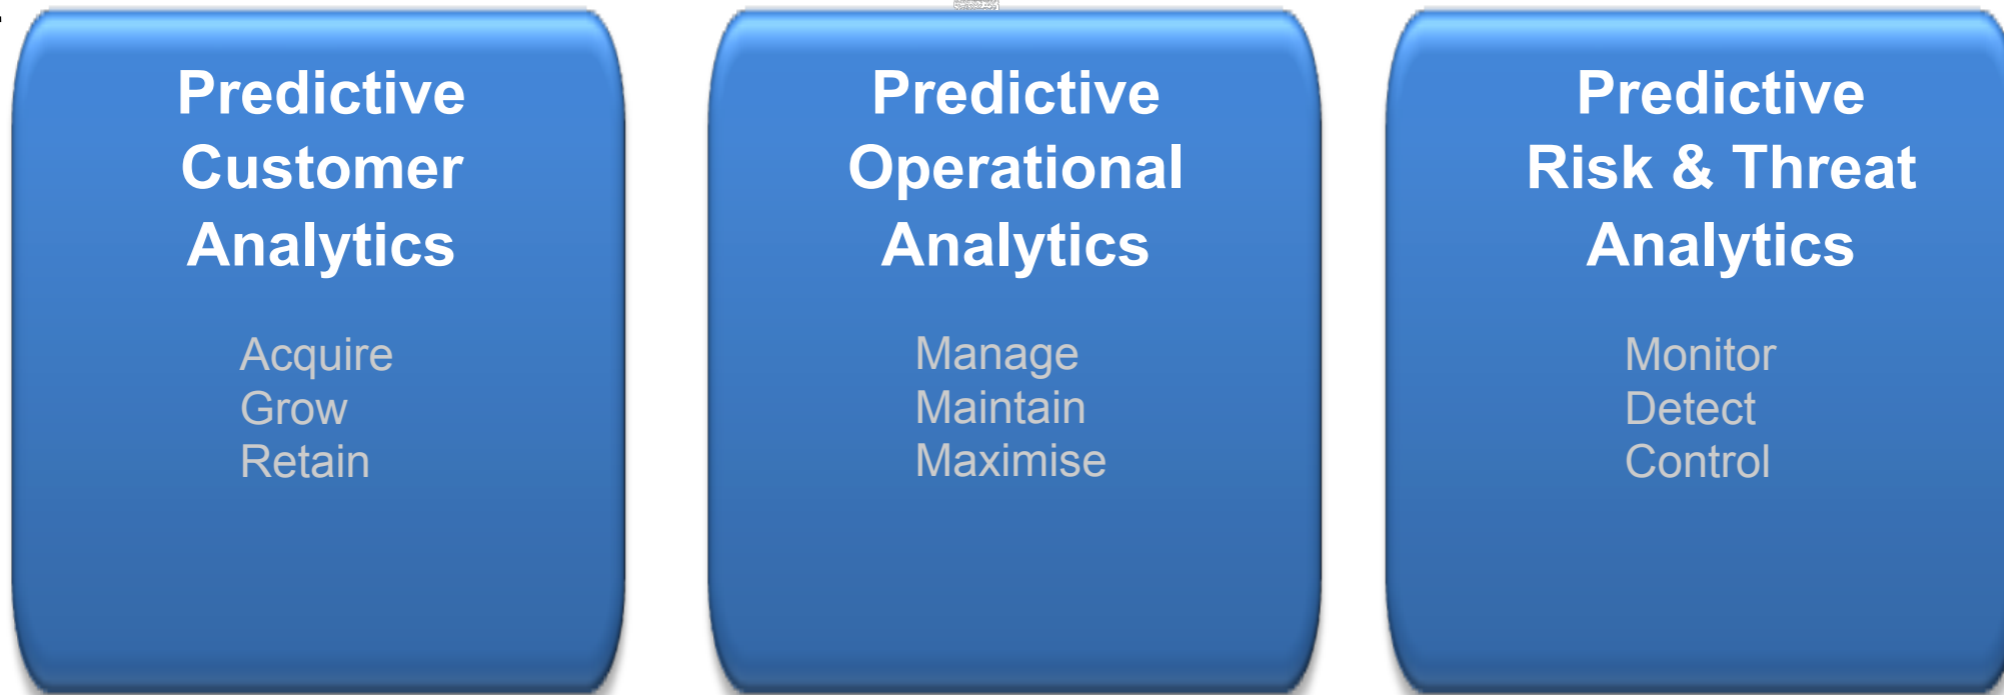 Predictive
Customer
Analytics
Acquire
Grow
Retain
Predictive
Operational
Analytics
Manage
Maintain
Maximise
Predictive
Risk & Threat
Analytics
Monitor
Detect
Control